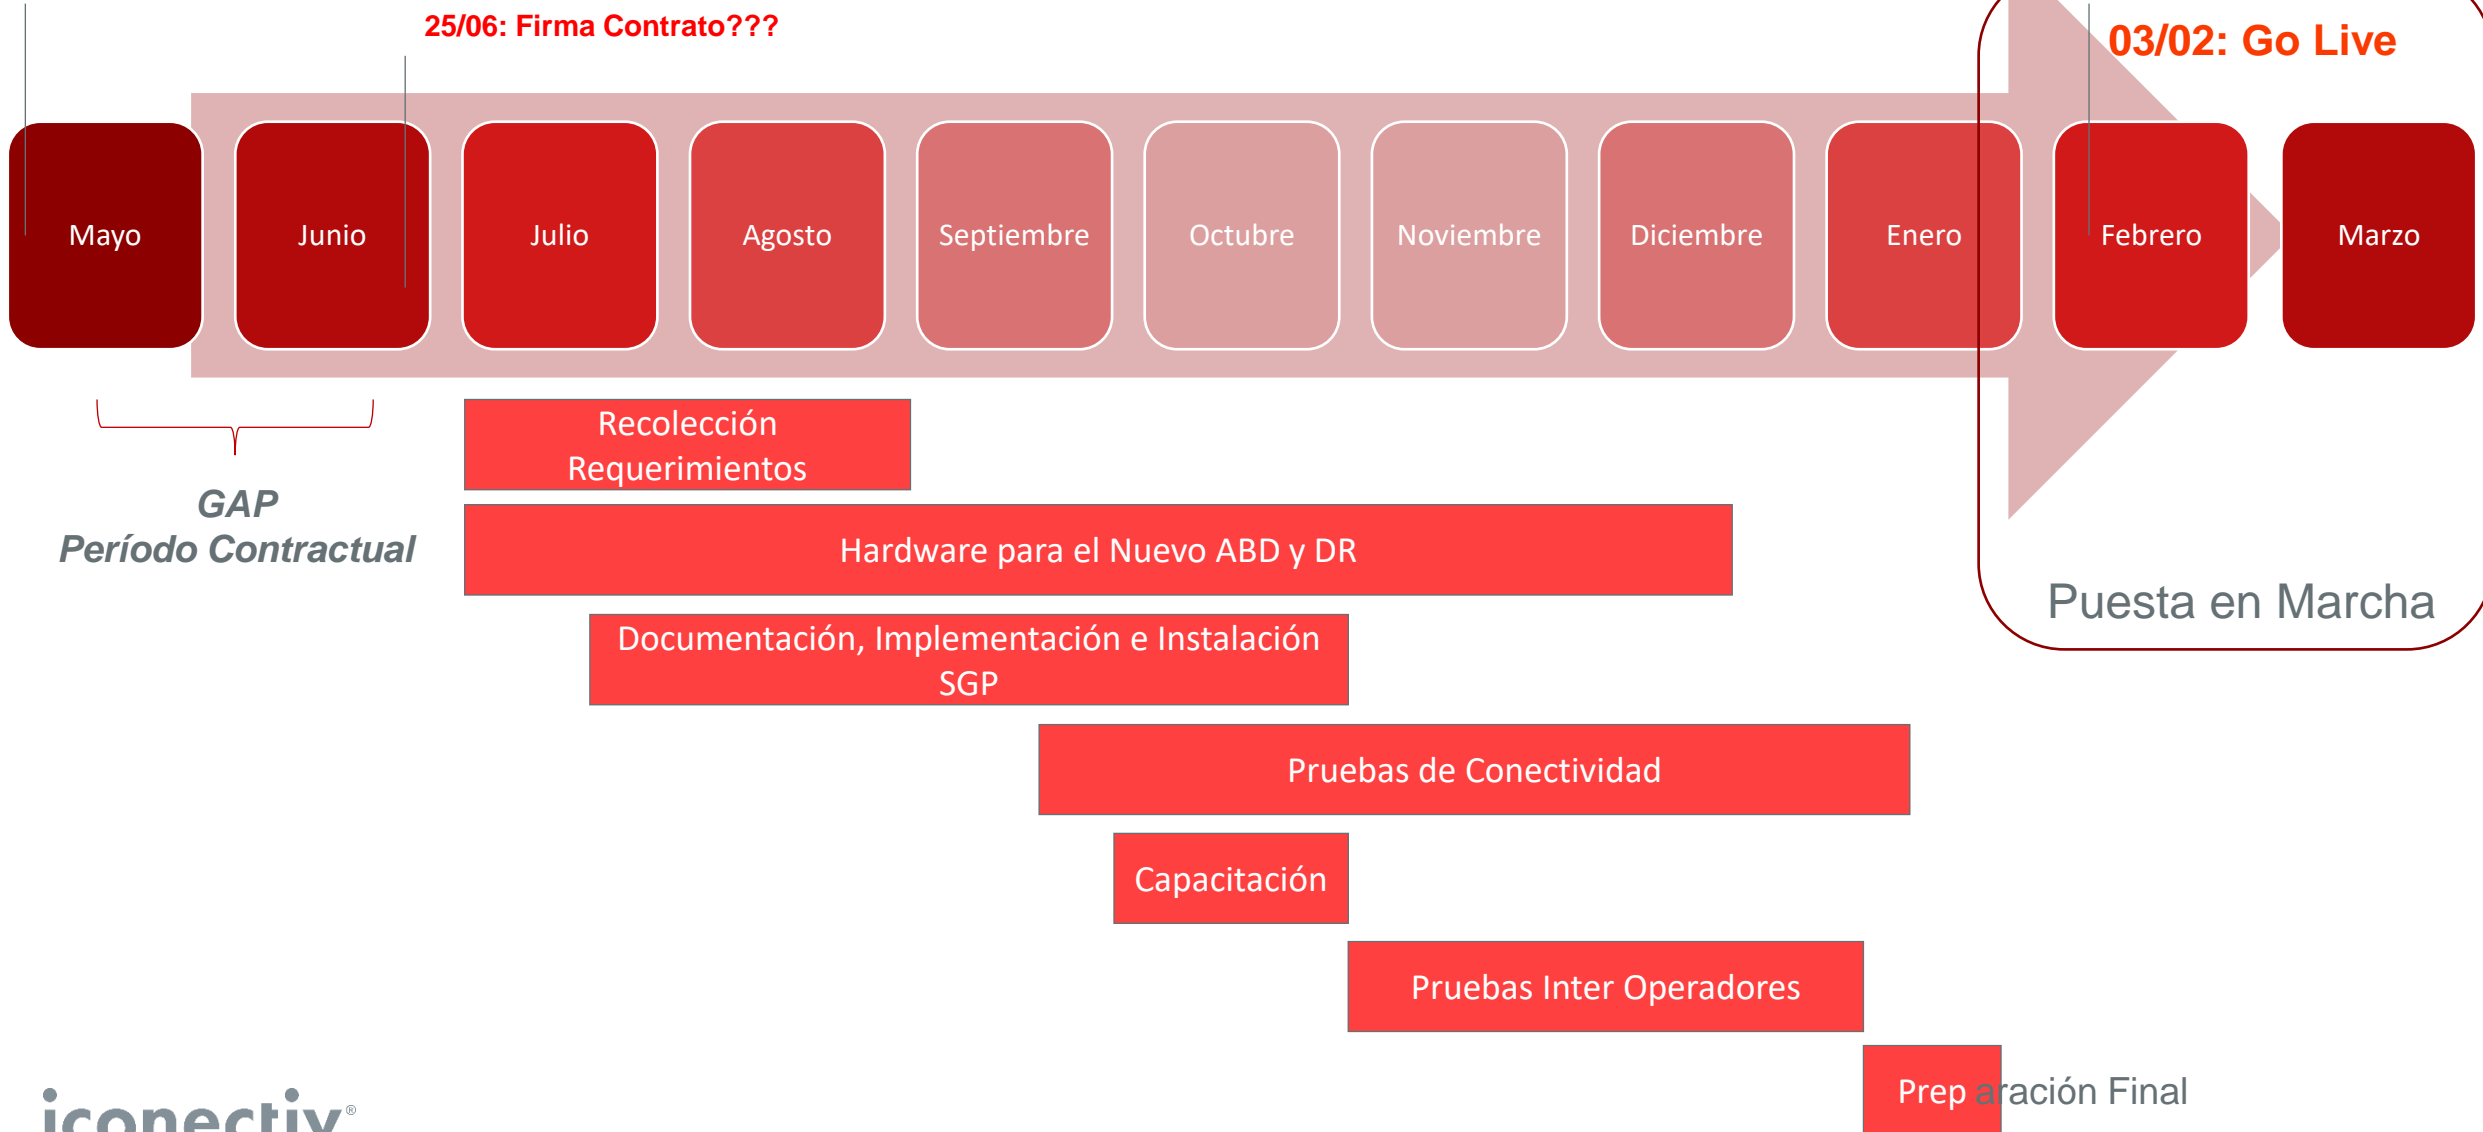 25/06: Firma Contrato???
03/02: Go Live
Mayo
Junio
Julio
Agosto
Septiembre
Octubre
Noviembre
Diciembre
Enero
Febrero
Marzo
Recolección
Requerimientos
GAP
Período Contractual
Hardware para el Nuevo ABD y DR
Puesta en Marcha
Documentación, Implementación e Instalación
SGP
Pruebas de Conectividad
Capacitación
Pruebas Inter Operadores
Prep aración Final
iconectiv®